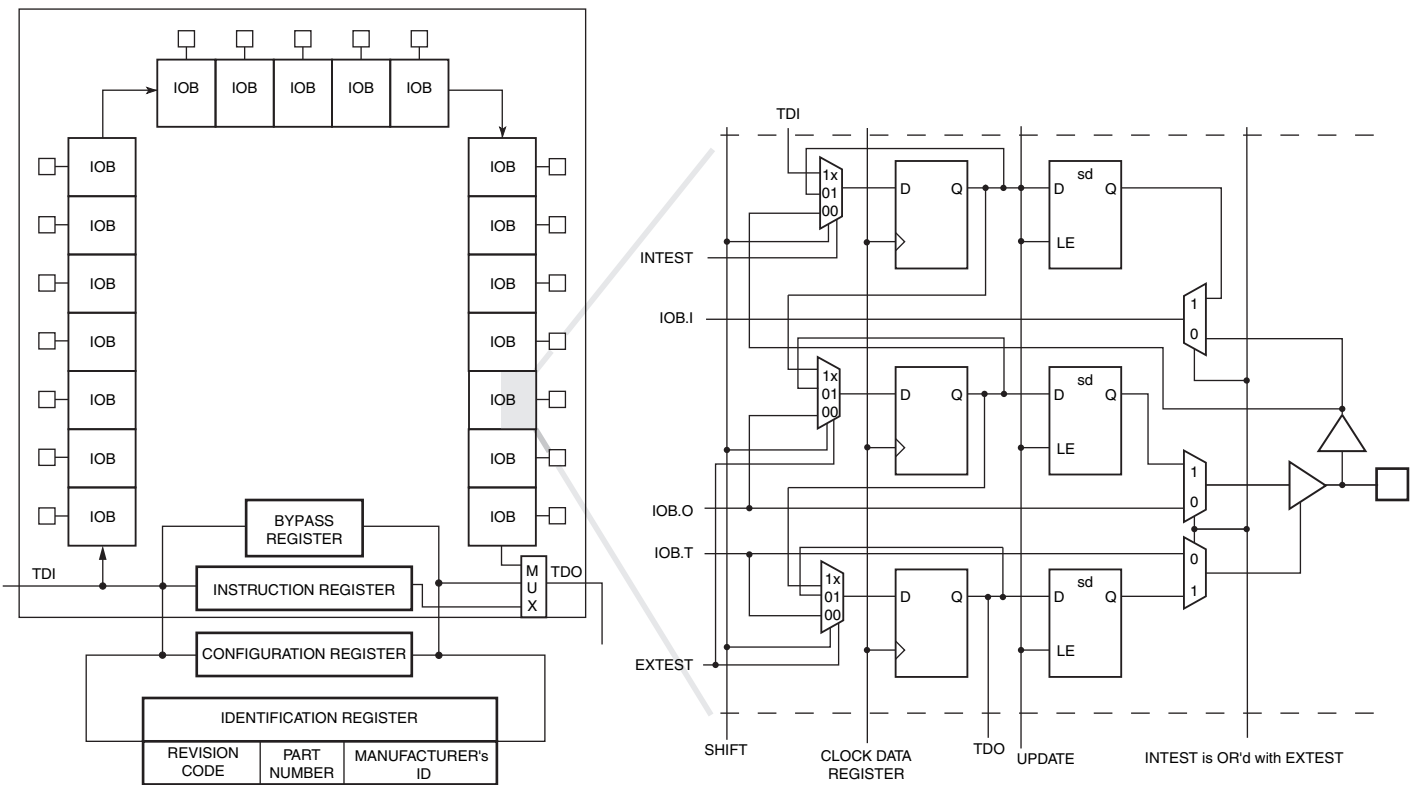 IOB IOB IOB IOB IOB
IOB
IOB
IOB
IOB
IOB
IOB
IOB
IOB
IOB
IOB
IOB
IOB
IOB
IOB
TDI
BYPASS
REGISTER
INSTRUCTION REGISTER
M
U
X
TDO
CONFIGURATION REGISTER
IDENTIFICATION REGISTER
REVISION
CODE
PART
NUMBER
MANUFACTURER's
ID
TDI
1x
01
00
D Q
sd
D Q
LE
INTEST
IOB.I
1
0
1x
01
00
D Q
sd
D Q
LE
1
0
IOB.O
IOB.T
0
1
1x
01
00
D Q
sd
D Q
LE
EXTEST
SHIFT
CLOCK DATA
REGISTER
TDO
UPDATE
INTEST is OR'd with EXTEST